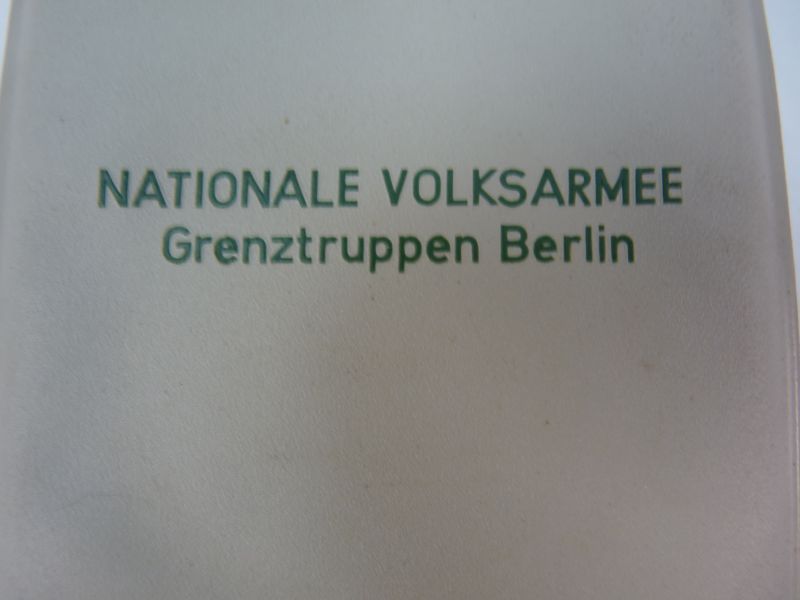 NATIONALE VOLKSARMEE
Grenztruppen Berlin